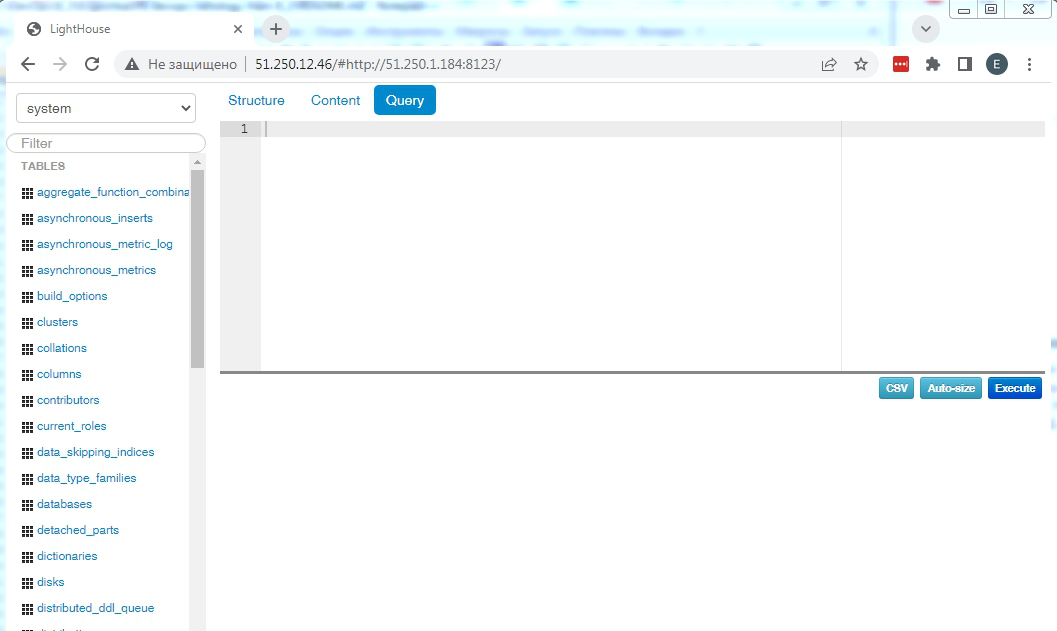 LightHouse
Не защищено 51.250.12.46/#http://51.250.1.184:8123/
E
system
Structure Content Query
Filter
1
TABLES
aggregate_function_combina
asynchronous_inserts
asynchronous_metric_log
asynchronous_metrics
build_options
clusters
collations
columns
CSV Auto-size Execute
contributors
current_roles
data_skipping_indices
data_type_families
databases
detached_parts
dictionaries
disks
distributed_ddl_queue